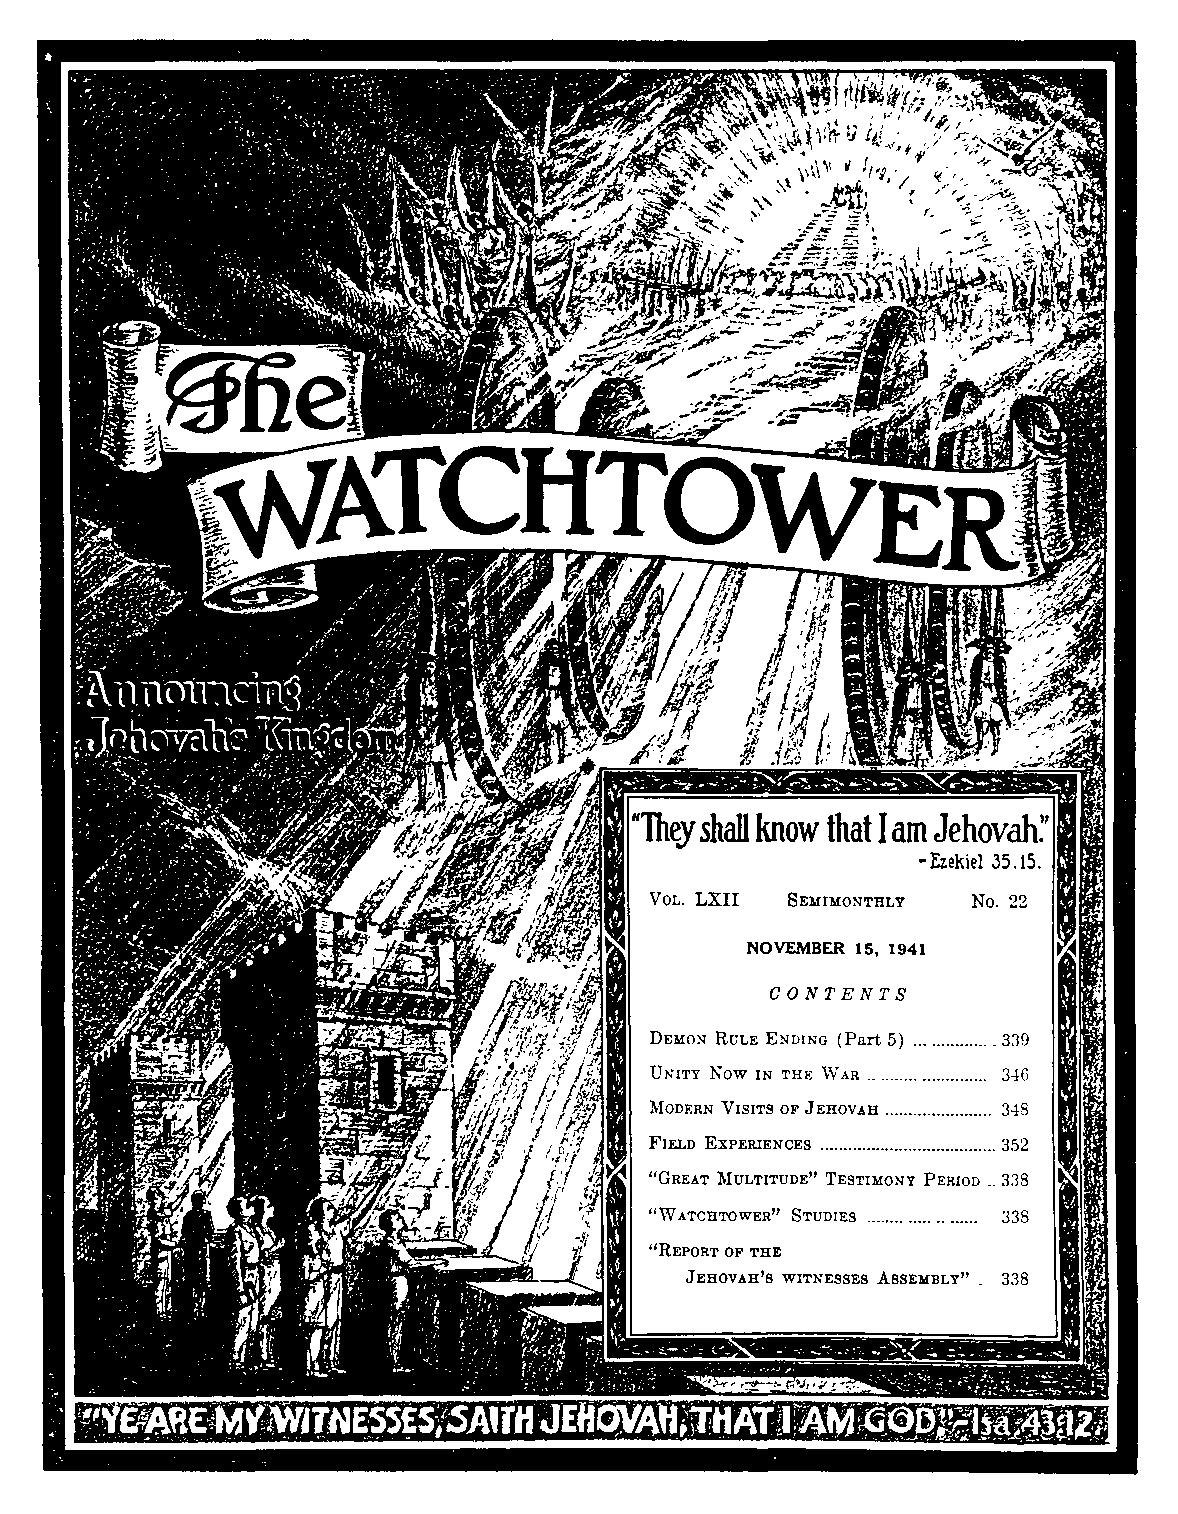 The
WATCHTOWER
Announcing
Jehovah's Kingdom
"They shall know that I am Jehovah."
-Ezekiel 35.15.
VOL. LXII SEMIMONTHLY NO. 22
NOVEMBER 15, 1941
CONTENTS
DEMON RULE ENDING (Part 5) ... .............. 339
UNITY NOW IN THE WAR .. .......... ............... 346
MODERN VISITS OF JEHOVAH ...................... 348
FIELD EXPERIENCES ..................................... 352
"GREAT MULTITUDE" TESTIMONY PERIOD .. 338
"WATCHTOWER" STUDIES ........ ...... .. ...... 338
"REPORT OF THE
JEHOVAH'S WITNESSES ASSEMBLY" . 338
"YE ARE MY WITNESSES, SAITH JEHOVAH, THAT I AM GOD."-Isa. 43:12.